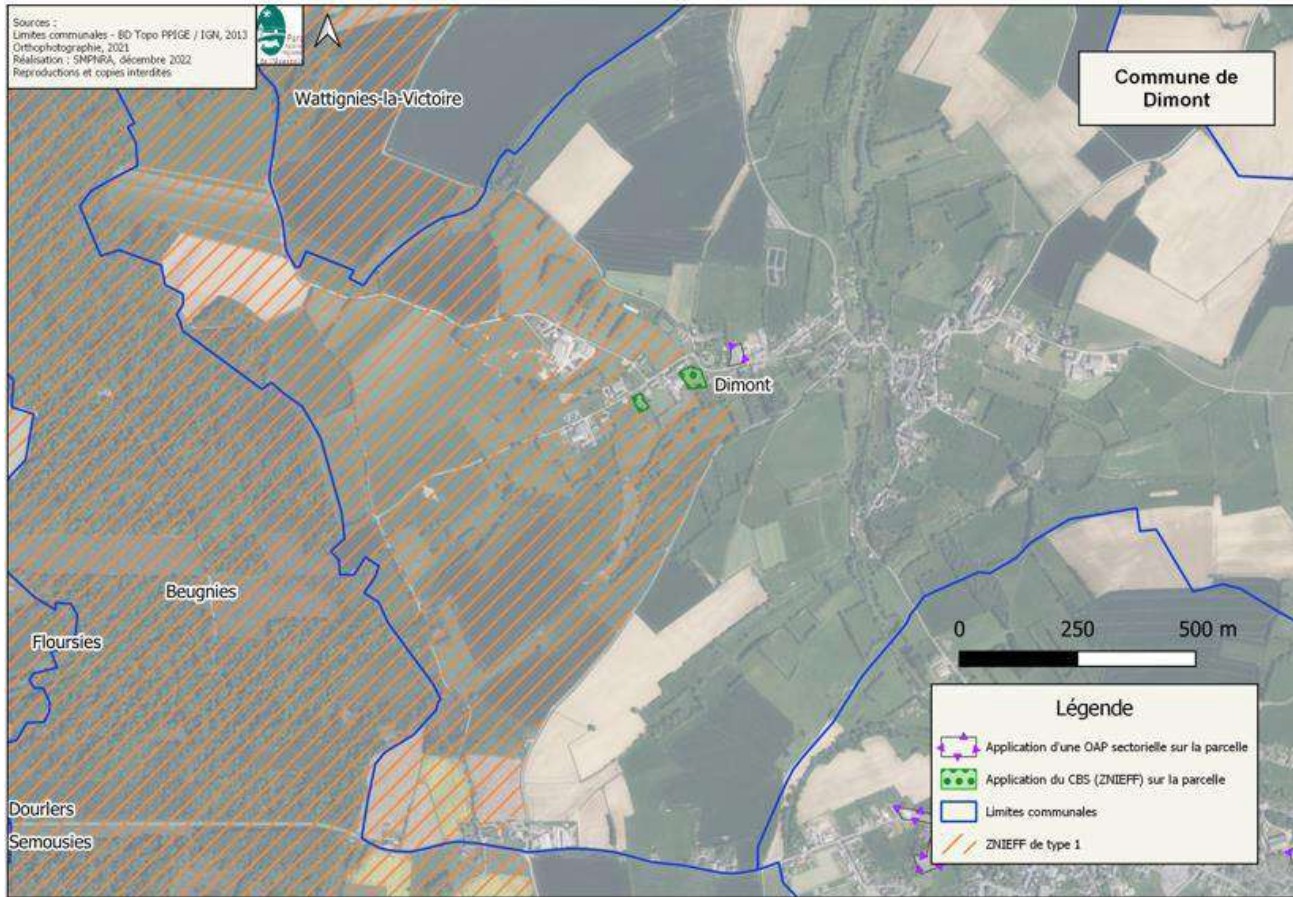 Sources :
Limites communales - BD Topo PPIGE / IGN, 2013
Orthophotographie, 2021
Réalisation : SMPNRA, décembre 2022
Reproductions et copies interdites
Parc
Commune de
Dimont
Wattignies-la-Victoire
Dimont
Beugnies
Floursies
Dourlers
Semousies
0 250 500 m
Légende
Application d'une OAP sectorielle sur la parcelle
Application du CBS (ZNIEFF) sur la parcelle
Limites communales
ZNIEFF de type 1